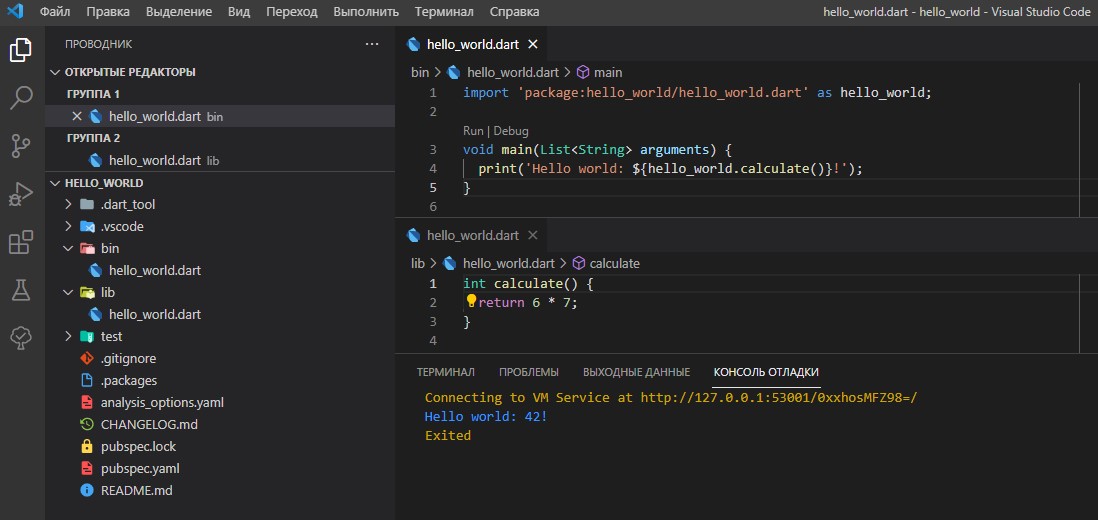 Файл Правка Выделение Вид Переход Выполнить Терминал Справка hello_world.dart - hello_world - Visual Studio Code
ПРОВОДНИК ...
ОТКРЫТЫЕ РЕДАКТОРЫ
ГРУППА 1
hello_world.dart bin
ГРУППА 2
hello_world.dart lib
HELLO_WORLD
.dart_tool
.vscode
bin
hello_world.dart
lib
hello_world.dart
test
.gitignore
.packages
analysis_options.yaml
CHANGELOG.md
pubspec.lock
pubspec.yaml
README.md
hello_world.dart
bin > hello_world.dart > main
1 import 'package:hello_world/hello_world.dart' as hello_world;
2
Run | Debug
3 void main(List<String> arguments) {
4 print('Hello world: ${hello_world.calculate()}!');
5 }
6
hello_world.dart
lib > hello_world.dart > calculate
1 int calculate() {
2 return 6 * 7;
3 }
4
ТЕРМИНАЛ ПРОБЛЕМЫ ВЫХОДНЫЕ ДАННЫЕ КОНСОЛЬ ОТЛАДКИ
Connecting to VM Service at http://127.0.0.1:53001/0xxhosMFZ98=/
Hello world: 42!
Exited